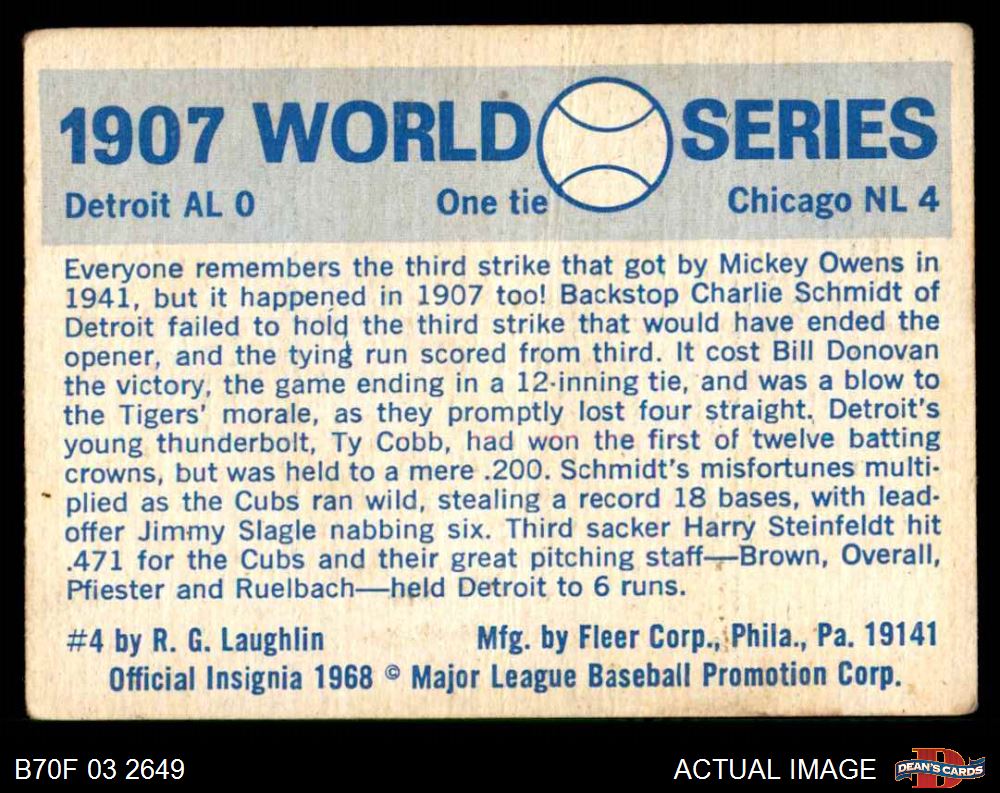 1907 WORLD SERIES
Detroit AL 0 One tie Chicago NL 4
Everyone remembers the third strike that got by Mickey Owens in
1941, but it happened in 1907 too! Backstop Charlie Schmidt of
Detroit failed to hold the third strike that would have ended the
opener, and the tying run scored from third. It cost Bill Donovan
the victory, the game ending in a 12-inning tie, and was a blow to
the Tigers' morale, as they promptly lost four straight. Detroit's
young thunderbolt, Ty Cobb, had won the first of twelve batting
crowns, but was held to a mere .200. Schmidt's misfortunes multi-
plied as the Cubs ran wild, stealing a record 18 bases, with lead-
offer Jimmy Slagle nabbing six. Third sacker Harry Steinfeldt hit
.471 for the Cubs and their great pitching staff—Brown, Overall,
Pfiester and Ruelbach—held Detroit to 6 runs.
#4 by R. G. Laughlin Mfg. by Fleer Corp., Phila., Pa. 19141
Official Insignia 1968 © Major League Baseball Promotion Corp.
B70F 03 2649 ACTUAL IMAGE DEAN'S CARDS